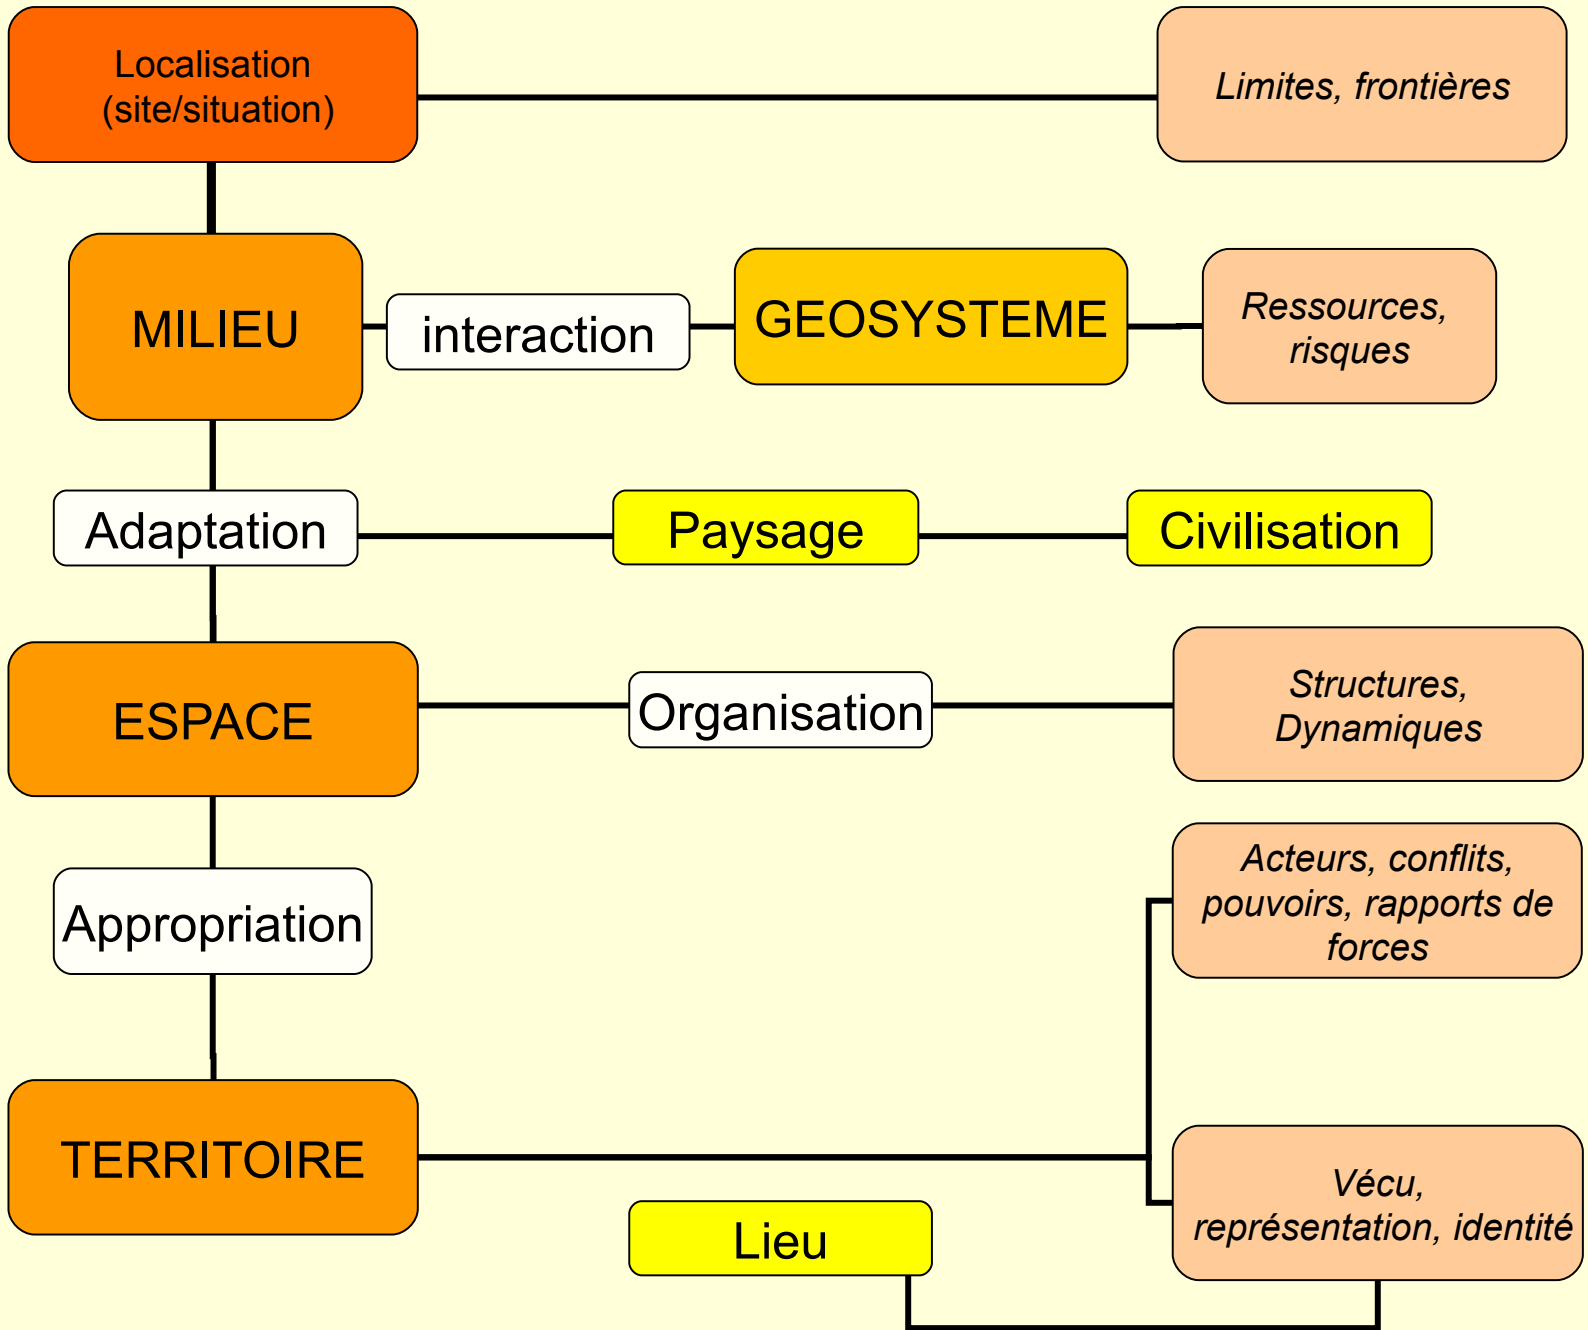 Localisation
(site/situation)
Limites, frontières
MILIEU
interaction
GEOSYSTEME
Ressources,
risques
Adaptation
Paysage
Civilisation
ESPACE
Organisation
Structures,
Dynamiques
Appropriation
Acteurs, conflits,
pouvoirs, rapports de
forces
TERRITOIRE
Lieu
Vécu,
représentation, identité